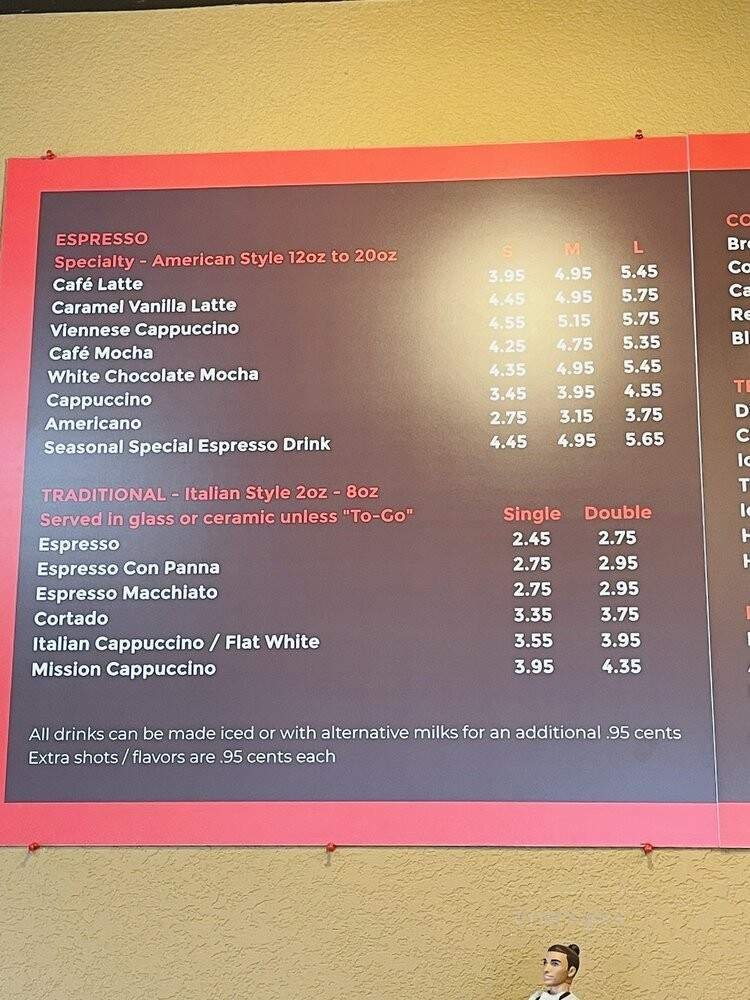 ESPRESSO
Specialty - American Style 12oz to 20oz S M L
Café Latte 3.95 4.95 5.45
Caramel Vanilla Latte 4.45 4.95 5.75
Viennese Cappuccino 4.55 5.15 5.75
Café Mocha 4.25 4.75 5.35
White Chocolate Mocha 4.35 4.95 5.45
Cappuccino 3.45 3.95 4.55
Americano 2.75 3.15 3.75
Seasonal Special Espresso Drink 4.45 4.95 5.65
TRADITIONAL - Italian Style 2oz - 8oz
Served in glass or ceramic unless "To-Go" Single Double
Espresso 2.45 2.75
Espresso Con Panna 2.75 2.95
Espresso Macchiato 2.75 2.95
Cortado 3.35 3.75
Italian Cappuccino / Flat White 3.55 3.95
Mission Cappuccino 3.95 4.35
All drinks can be made iced or with alternative milks for an additional .95 cents
Extra shots / flavors are .95 cents each